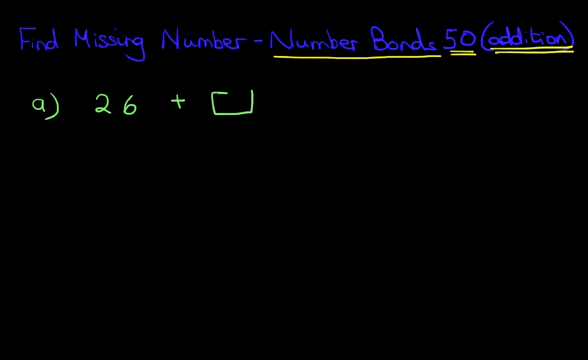 Find Missing Number - Number Bonds 50 (addition)
a) 26 + □